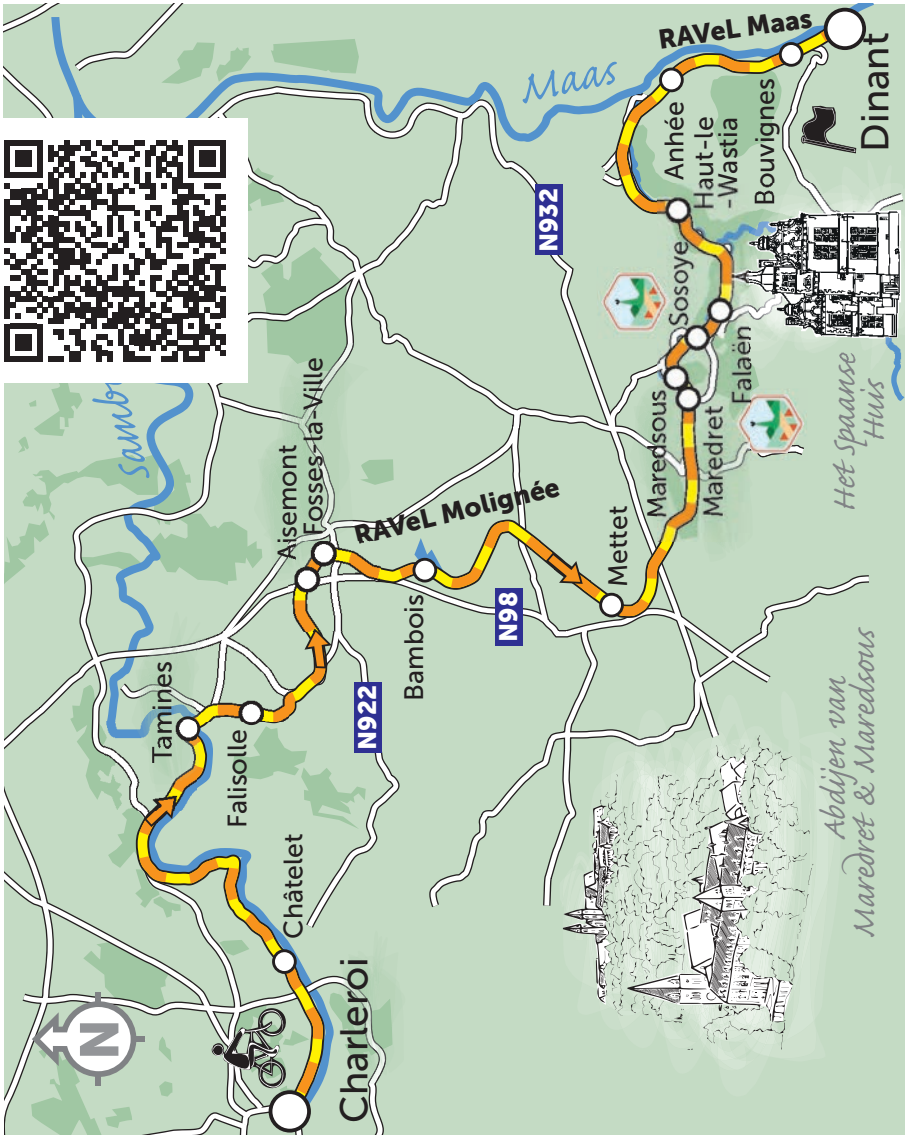 N
Charleroi
Châtelet
Falisolle
Tamines
Samb
Aisemont
Fosses-la-Ville
N922
Bambois
RAVeL Molignée
N98
Mettet
N932
Maas
Maredsous
Maredret
Sosoye
Falaën
Haut-le
-Wastia
Anhée
Bouvignes
RAVeL Maas
Dinant
Het Spaanse
Huis
Abdijen van
Maredret & Maredsous